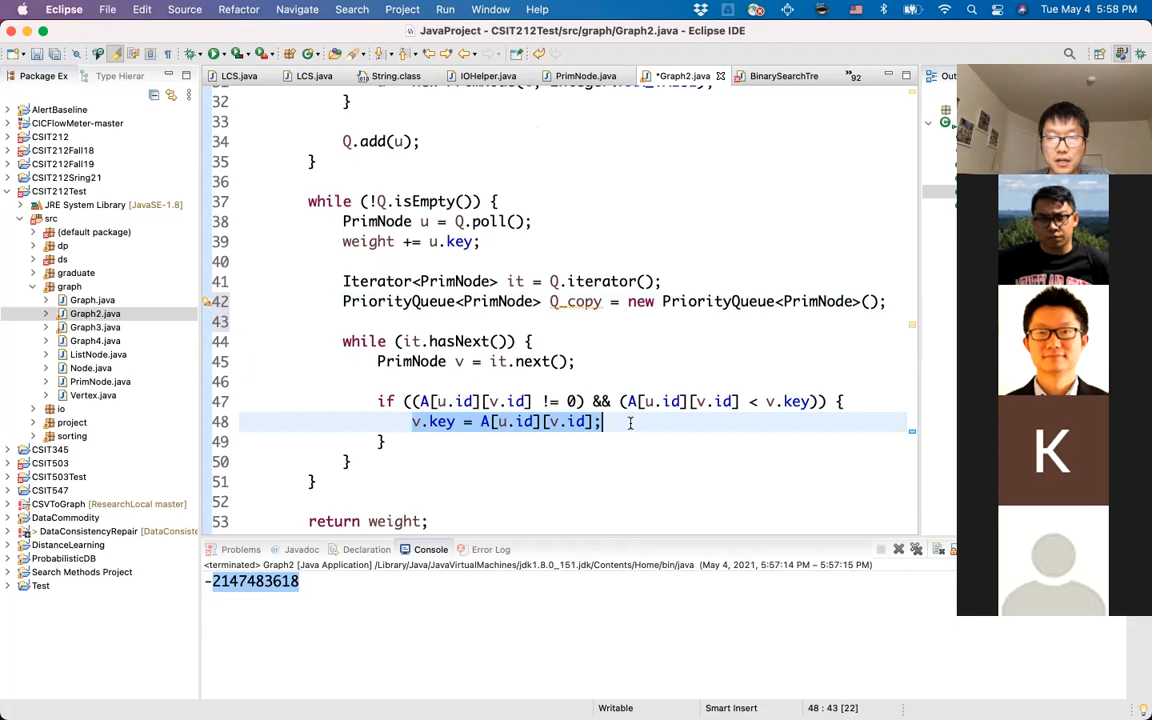 Eclipse File Edit Source Refactor Navigate Search Project Run Window Help Tue May 4 5:58 PM
JavaProject - CSIT212Test/src/graph/Graph2.java - Eclipse IDE
Package Ex Type Hierar
LCS.java LCS.java String.class IOHelper.java PrimNode.java *Graph2.java BinarySearchTre 92 Out
AlertBaseline
CICFlowMeter-master
CSIT212
CSIT212Fall18
CSIT212Fall19
CSIT212Sring21
CSIT212Test
JRE System Library [JavaSE-1.8]
src
(default package)
dp
ds
graduate
graph
Graph.java
Graph2.java
Graph3.java
Graph4.java
ListNode.java
Node.java
PrimNode.java
Vertex.java
io
project
sorting
CSIT345
CSIT503
CSIT503Test
CSIT547
CSVToGraph [ResearchLocal master]
DataCommodity
> DataConsistencyRepair [DataConsiste
DistanceLearning
ProbabilisticDB
Search Methods Project
Test
32 }
33
34 Q.add(u);
35 }
36
37 while (!Q.isEmpty()) {
38 PrimNode u = Q.poll();
39 weight += u.key;
40
41 Iterator<PrimNode> it = Q.iterator();
42 PriorityQueue<PrimNode> Q_copy = new PriorityQueue<PrimNode>();
43
44 while (it.hasNext()) {
45 PrimNode v = it.next();
46
47 if ((A[u.id][v.id] != 0) && (A[u.id][v.id] < v.key)) {
48 v.key = A[u.id][v.id];
49 }
50 }
51 }
52
53 return weight;
Problems Javadoc Declaration Console Error Log
<terminated> Graph2 [Java Application] /Library/Java/JavaVirtualMachines/jdk1.8.0_151.jdk/Contents/Home/bin/java (May 4, 2021, 5:57:14 PM – 5:57:15 PM)
-2147483618
K
Writable Smart Insert 48 : 43 [22]